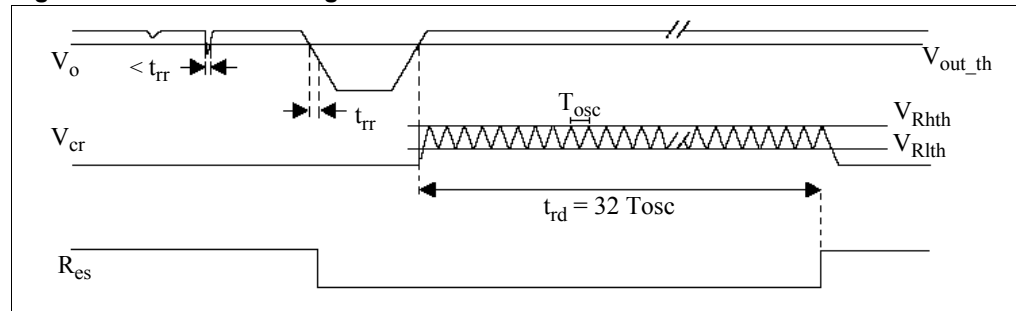 Vo
< trr
trr
Vout_th
Tosc
VRhth
Vcr
VRlth
trd = 32 Tosc
Res